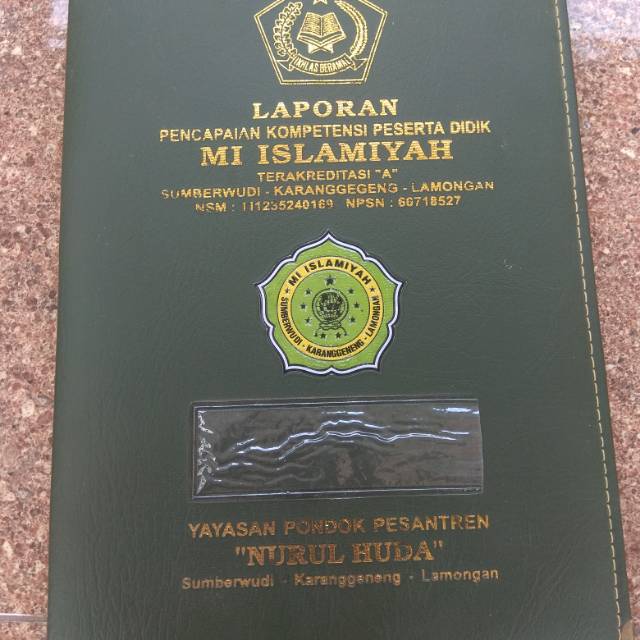 IKHLAS BERAMAL
LAPORAN
PENCAPAIAN KOMPETENSI PESERTA DIDIK
MI ISLAMIYAH
TERAKREDITASI "A"
SUMBERWUDI - KARANGGEGENG - LAMONGAN
NSM : 111235240169 NPSN : 60718527
MI ISLAMIYAH
SUMBERWUDI - KARANGGENENG - LAMONGAN
YAYASAN PONDOK PESANTREN
"NURUL HUDA"
Sumberwudi - Karanggeneng - Lamongan